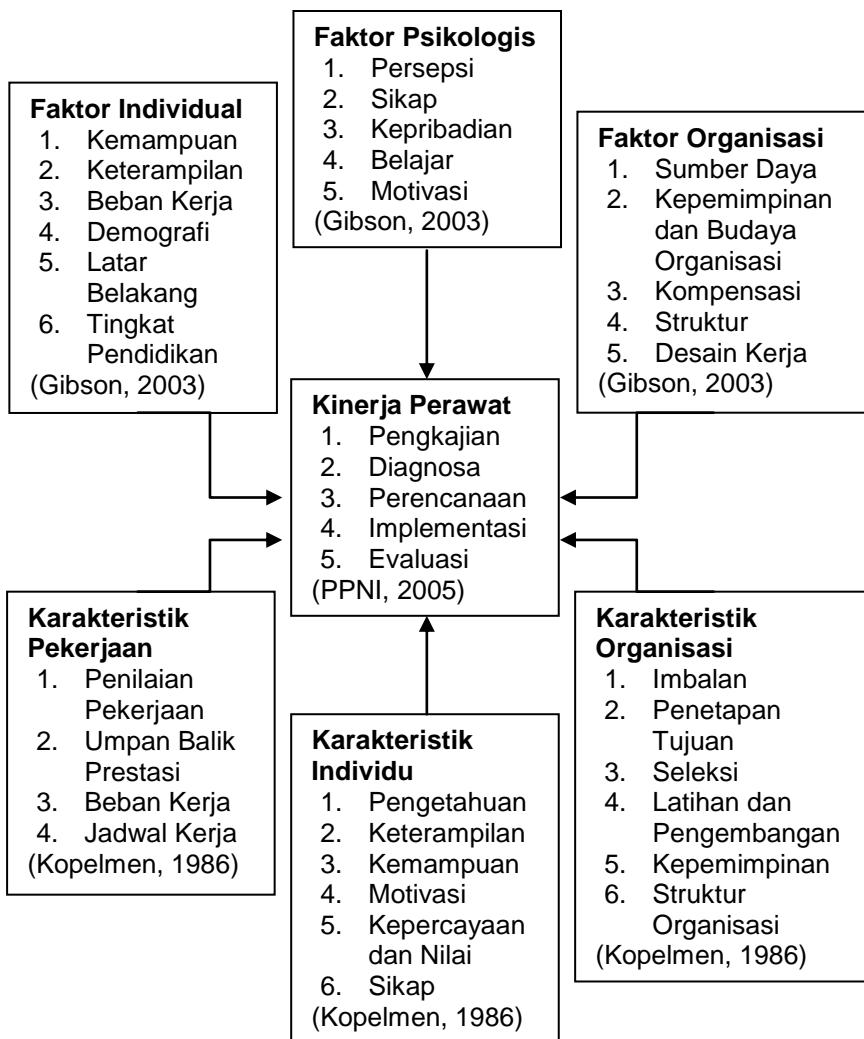 Faktor Psikologis
1. Persepsi
2. Sikap
3. Kepribadian
4. Belajar
5. Motivasi
(Gibson, 2003)
Faktor Individual
1. Kemampuan
2. Keterampilan
3. Beban Kerja
4. Demografi
5. Latar
Belakang
6. Tingkat
Pendidikan
(Gibson, 2003)
Faktor Organisasi
1. Sumber Daya
2. Kepemimpinan
dan Budaya
Organisasi
3. Kompensasi
4. Struktur
5. Desain Kerja
(Gibson, 2003)
Kinerja Perawat
1. Pengkajian
2. Diagnosa
3. Perencanaan
4. Implementasi
5. Evaluasi
(PPNI, 2005)
Karakteristik
Pekerjaan
1. Penilaian
Pekerjaan
2. Umpan Balik
Prestasi
3. Beban Kerja
4. Jadwal Kerja
(Kopelmen, 1986)
Karakteristik
Individu
1. Pengetahuan
2. Keterampilan
3. Kemampuan
4. Motivasi
5. Kepercayaan
dan Nilai
6. Sikap
(Kopelmen, 1986)
Karakteristik
Organisasi
1. Imbalan
2. Penetapan
Tujuan
3. Seleksi
4. Latihan dan
Pengembangan
5. Kepemimpinan
6. Struktur
Organisasi
(Kopelmen, 1986)